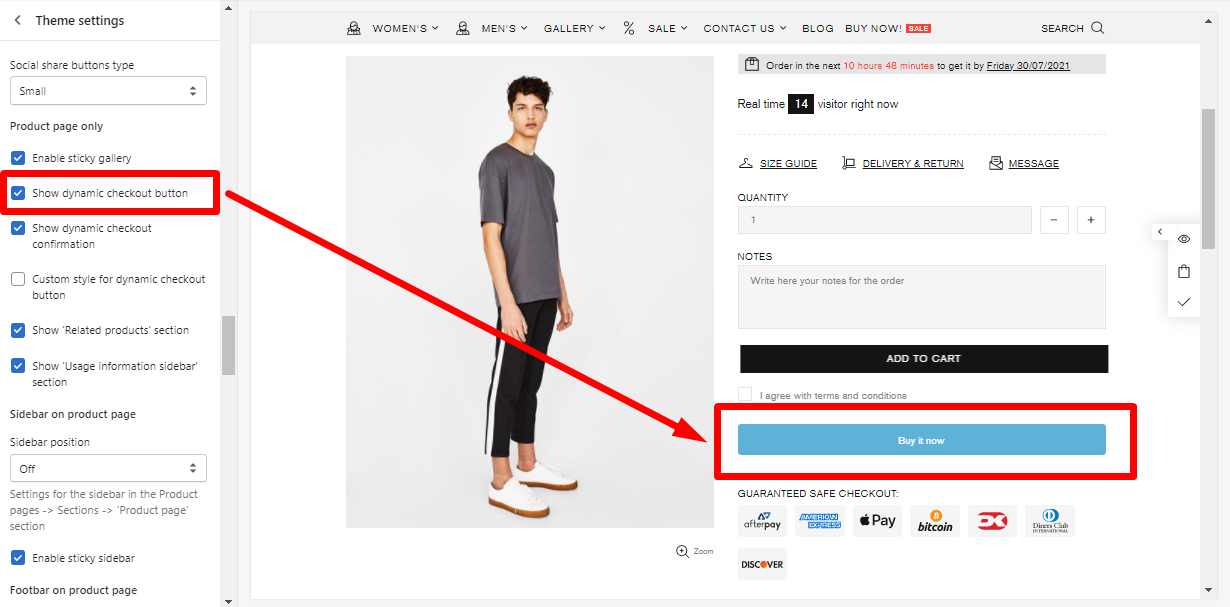 Theme settings
Social share buttons type
Small
Product page only
Enable sticky gallery
Show dynamic checkout button
Show dynamic checkout
confirmation
Custom style for dynamic checkout
button
Show 'Related products' section
Show 'Usage information sidebar'
section
Sidebar on product page
Sidebar position
Off
Settings for the sidebar in the Product
pages -> Sections -> 'Product page'
section
Enable sticky sidebar
Footbar on product page
WOMEN'S MEN'S GALLERY % SALE CONTACT US BLOG BUY NOW! SALE SEARCH
Order in the next 10 hours 48 minutes to get it by Friday 30/07/2021
Real time 14 visitor right now
SIZE GUIDE DELIVERY & RETURN MESSAGE
QUANTITY
1 − +
NOTES
Write here your notes for the order
ADD TO CART
I agree with terms and conditions
Buy it now
GUARANTEED SAFE CHECKOUT:
afterpay AMERICAN EXPRESS Pay bitcoin Diners Club INTERNATIONAL
Zoom
DISCOVER